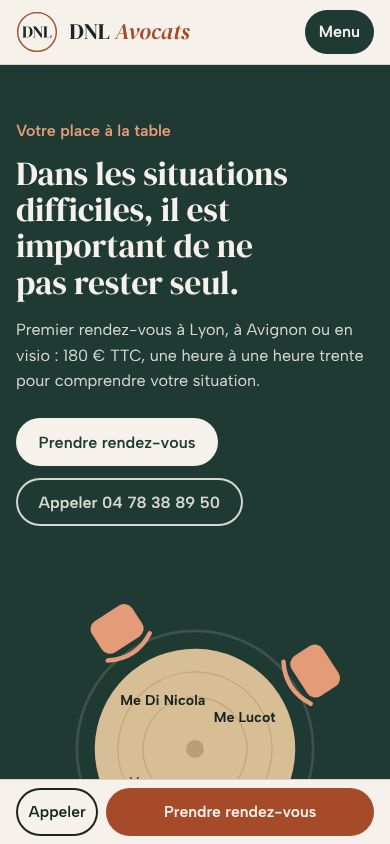 DNL
DNL Avocats
Menu
Votre place à la table
Dans les situations
difficiles, il est
important de ne
pas rester seul.
Premier rendez-vous à Lyon, à Avignon ou en
visio : 180 € TTC, une heure à une heure trente
pour comprendre votre situation.
Prendre rendez-vous
Appeler 04 78 38 89 50
Me Di Nicola
Me Lucot
Appeler
Prendre rendez-vous